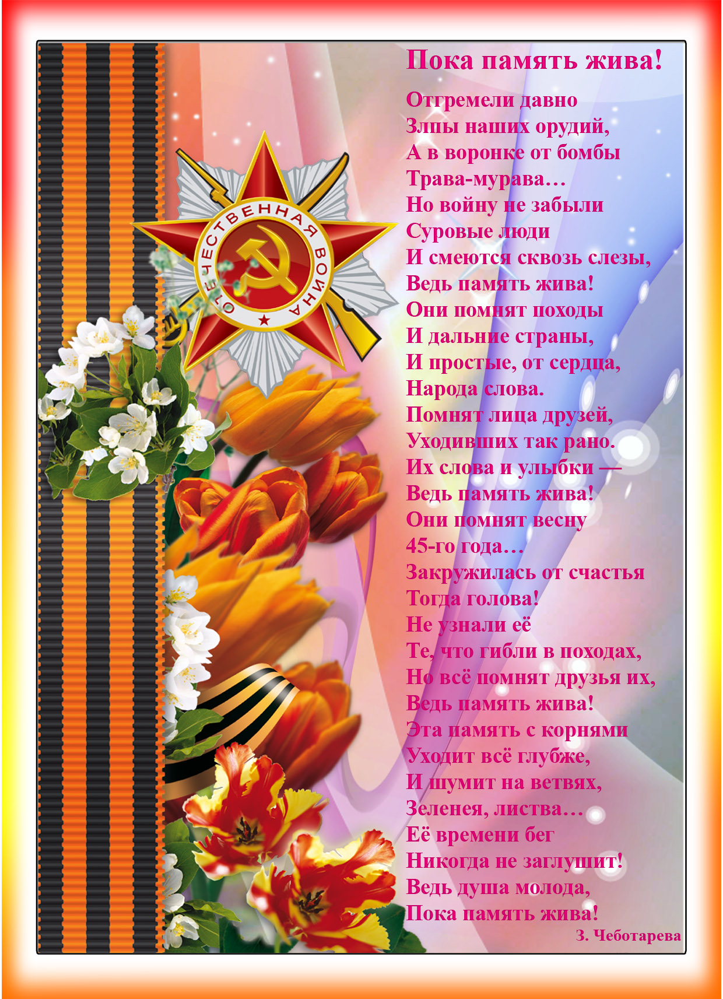 Пока память жива!
Отгремели давно
Злпы наших орудий,
А в воронке от бомбы
Трава-мурава…
Но войну не забыли
Суровые люди
И смеются сквозь слезы,
Ведь память жива!
Они помнят походы
И дальние страны,
И простые, от сердца,
Народа слова.
Помнят лица друзей,
Уходивших так рано.
Их слова и улыбки —
Ведь память жива!
Они помнят весну
45-го года…
Закружилась от счастья
Тогда голова!
Не узнали её
Те, что гибли в походах,
Но всё помнят друзья их,
Ведь память жива!
Эта память с корнями
Уходит всё глубже,
И шумит на ветвях,
Зеленея, листва…
Её времени бег
Никогда не заглушит!
Ведь душа молода,
Пока память жива!
З. Чеботарева
ОТЕЧЕСТВЕННАЯ ВОЙНА